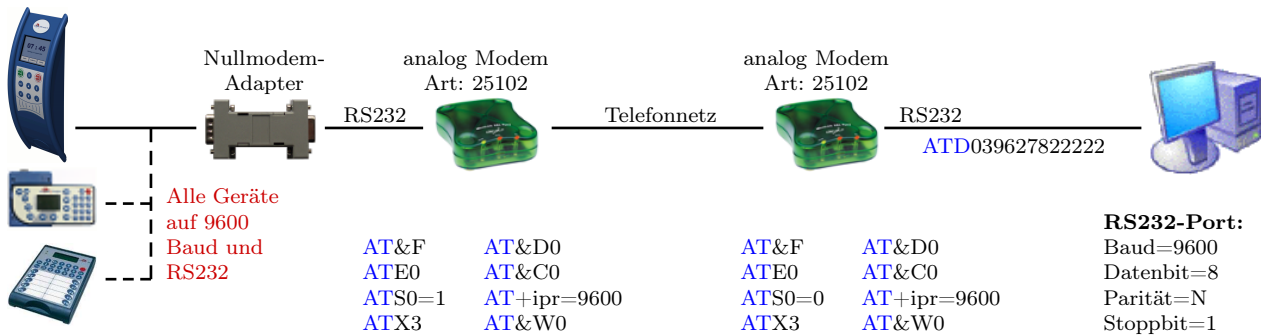 07:45
Nullmodem-
Adapter
analog Modem
Art: 25102
analog Modem
Art: 25102
RS232
Telefonnetz
RS232
ATD039627822222
Alle Geräte
auf 9600
Baud und
RS232
AT&F AT&D0
ATE0 AT&C0
ATS0=1 AT+ipr=9600
ATX3 AT&W0
AT&F AT&D0
ATE0 AT&C0
ATS0=0 AT+ipr=9600
ATX3 AT&W0
RS232-Port:
Baud=9600
Datenbit=8
Parität=N
Stoppbit=1